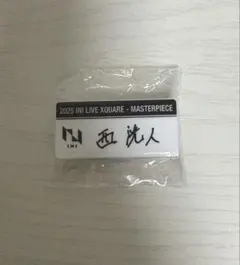 2025 INI LIVE XQUARE - MASTERPIECE
INI
西 洸人